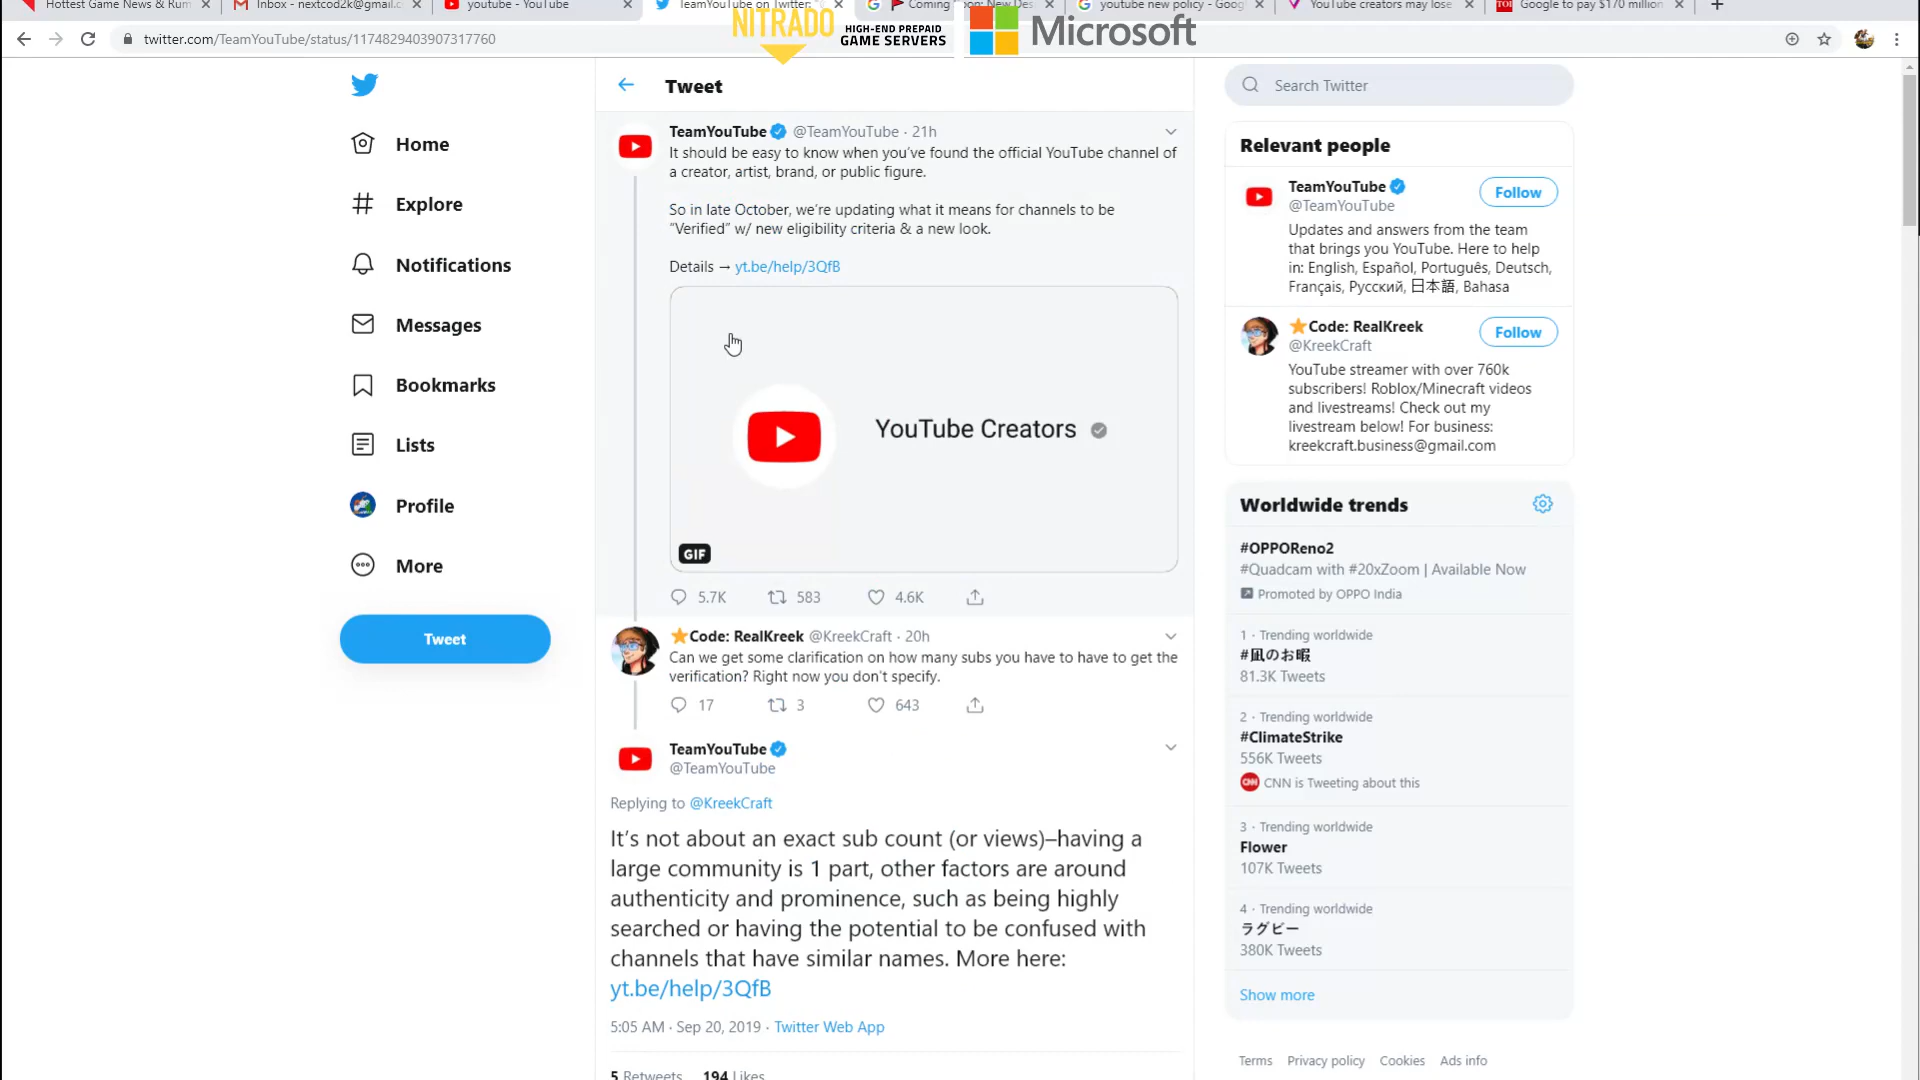 Hottest Game News & Rum
Inbox - nextcod2k@gmail.c
youtube - YouTube
TeamYouTube on Twitter:
Coming
New Des
youtube new policy - Goog
YouTube creators may lose
TOI
Google to pay $170 million
twitter.com/TeamYouTube/status/1174829403907317760
NITRADO
HIGH-END PREPAID
GAME SERVERS
Microsoft
Home
Explore
Notifications
Messages
Bookmarks
Lists
Profile
More
Tweet
Tweet
TeamYouTube @TeamYouTube · 21h
It should be easy to know when you've found the official YouTube channel of
a creator, artist, brand, or public figure.
So in late October, we're updating what it means for channels to be
“Verified” w/ new eligibility criteria & a new look.
Details → yt.be/help/3QfB
YouTube Creators
GIF
5.7K 583 4.6K
Code: RealKreek @KreekCraft · 20h
Can we get some clarification on how many subs you have to have to get the
verification? Right now you don't specify.
17 3 643
TeamYouTube
@TeamYouTube
Replying to @KreekCraft
It's not about an exact sub count (or views)–having a
large community is 1 part, other factors are around
authenticity and prominence, such as being highly
searched or having the potential to be confused with
channels that have similar names. More here:
yt.be/help/3QfB
5:05 AM · Sep 20, 2019 · Twitter Web App
5 Retweets 194 Likes
Search Twitter
Relevant people
TeamYouTube
@TeamYouTube
Follow
Updates and answers from the team
that brings you YouTube. Here to help
in: English, Español, Português, Deutsch,
Français, Русский, 日本語, Bahasa
Code: RealKreek
@KreekCraft
Follow
YouTube streamer with over 760k
subscribers! Roblox/Minecraft videos
and livestreams! Check out my
livestream below! For business:
kreekcraft.business@gmail.com
Worldwide trends
#OPPOReno2
#Quadcam with #20xZoom | Available Now
Promoted by OPPO India
1 · Trending worldwide
#凪のお暇
81.3K Tweets
2 · Trending worldwide
#ClimateStrike
556K Tweets
CNN is Tweeting about this
3 · Trending worldwide
Flower
107K Tweets
4 · Trending worldwide
ラグビー
380K Tweets
Show more
Terms Privacy policy Cookies Ads info